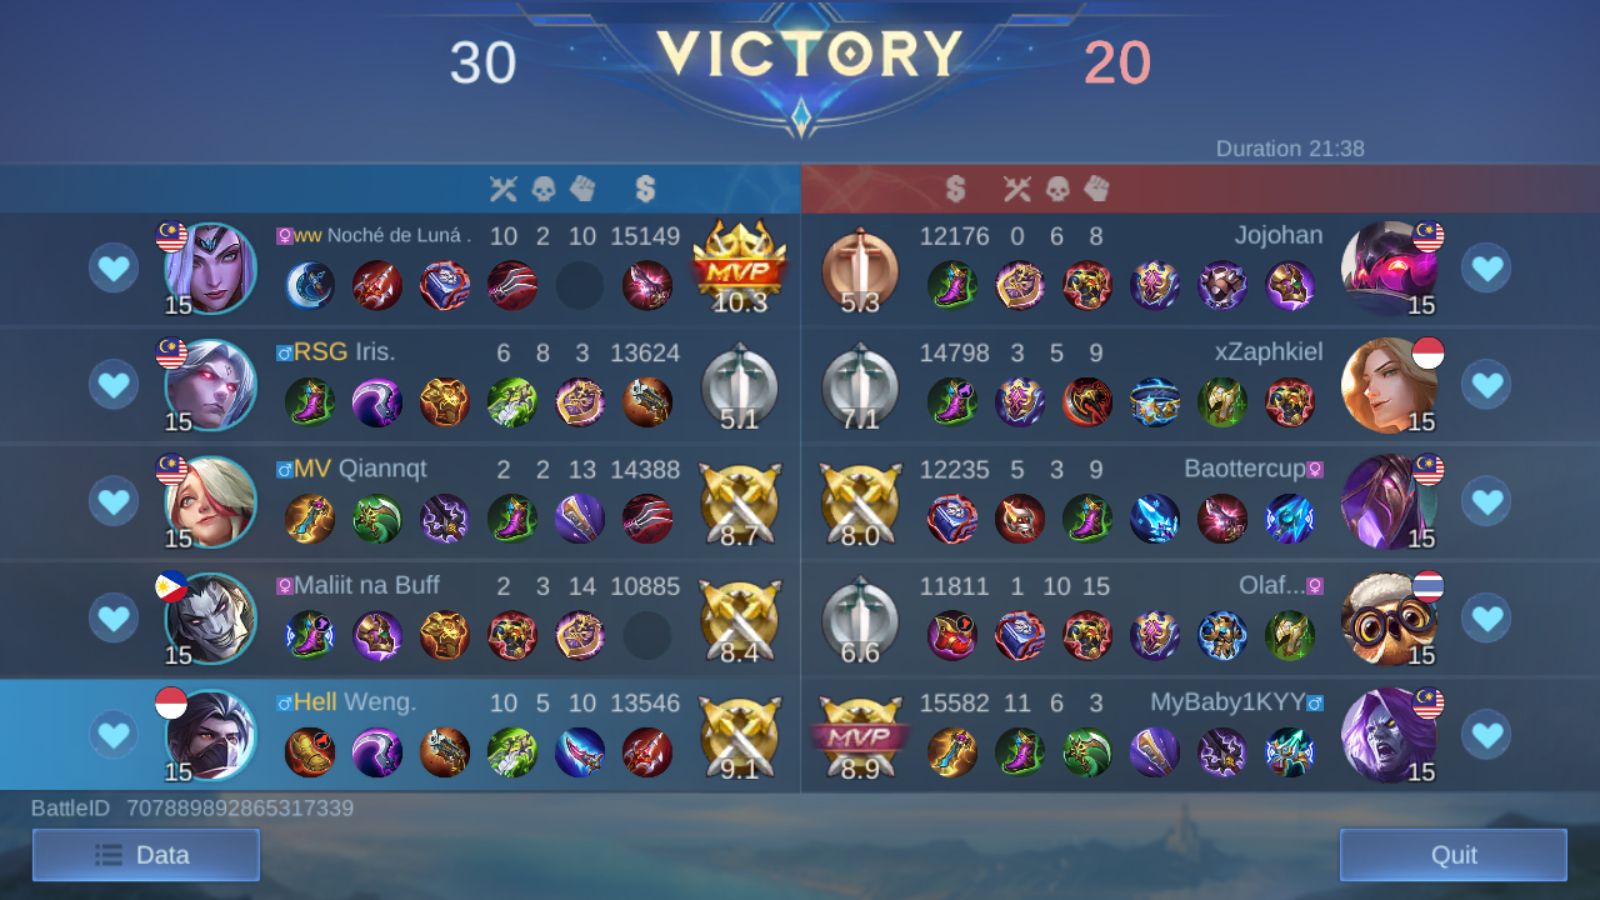 30 VICTORY 20
Duration 21:38
ww Noché de Luná . 10 2 10 15149 MVP 10.3 15
5.3 12176 0 6 8 Jojohan 15
RSG Iris. 6 8 3 13624 5.1 15
7.1 14798 3 5 9 xZaphkiel 15
MV Qiannqt 2 2 13 14388 8.7 15
8.0 12235 5 3 9 Baottercup 15
Maliit na Buff 2 3 14 10885 8.4 15
6.6 11811 1 10 15 Olaf... 15
Hell Weng. 10 5 10 13546 9.1 15
MVP 8.9 15582 11 6 3 MyBaby1KYY 15
BattleID 707889892865317339
Data
Quit